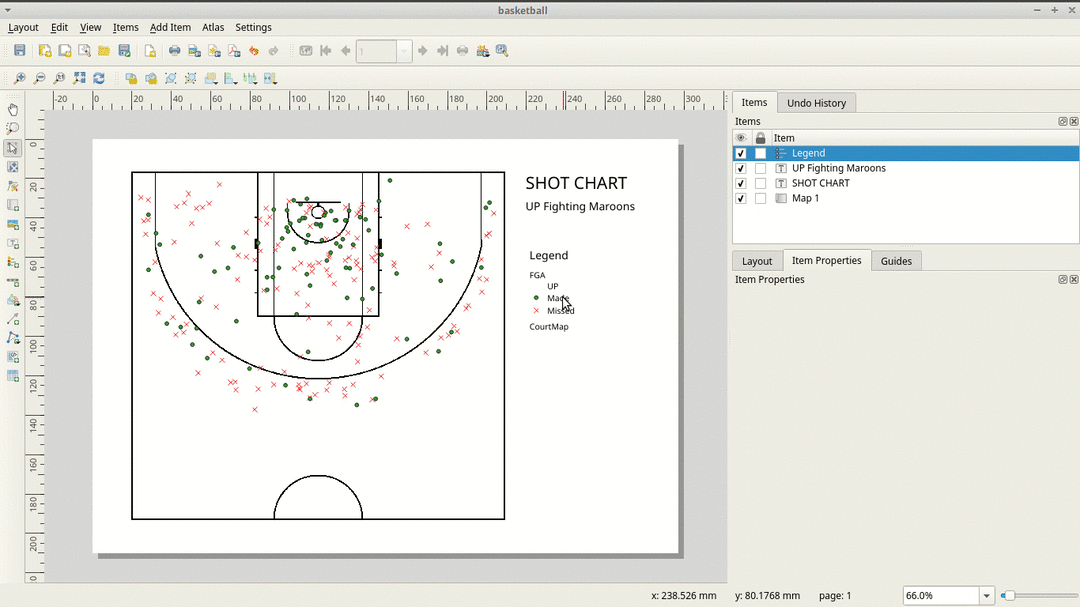 basketball
Layout Edit View Items Add Item Atlas Settings
1
-20 0 20 40 60 80 100 120 140 160 180 200 220 240 260 280 300
0
20
40
60
80
100
120
140
160
180
200
0
SHOT CHART
UP Fighting Maroons
Legend
FGA
UP
Made
Missed
CourtMap
Items Undo History
Items
Item
Legend
UP Fighting Maroons
SHOT CHART
Map 1
Layout Item Properties Guides
Item Properties
x: 238.526 mm y: 80.1768 mm page: 1 66.0%